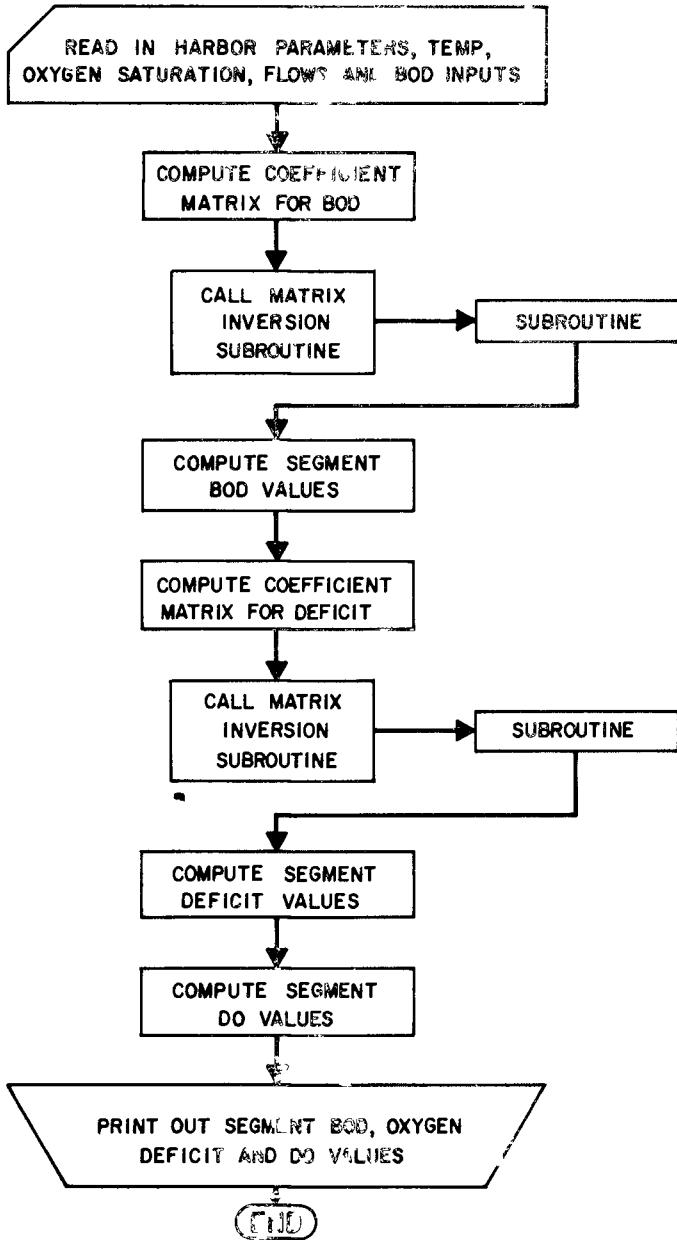 READ IN HARBOR PARAMETERS, TEMP,
OXYGEN SATURATION, FLOWS AND BOD INPUTS
COMPUTE COEFFICIENT
MATRIX FOR BOD
CALL MATRIX
INVERSION
SUBROUTINE
SUBROUTINE
COMPUTE SEGMENT
BOD VALUES
COMPUTE COEFFICIENT
MATRIX FOR DEFICIT
CALL MATRIX
INVERSION
SUBROUTINE
SUBROUTINE
COMPUTE SEGMENT
DEFICIT VALUES
COMPUTE SEGMENT
DO VALUES
PRINT OUT SEGMENT BOD, OXYGEN
DEFICIT AND DO VALUES
END